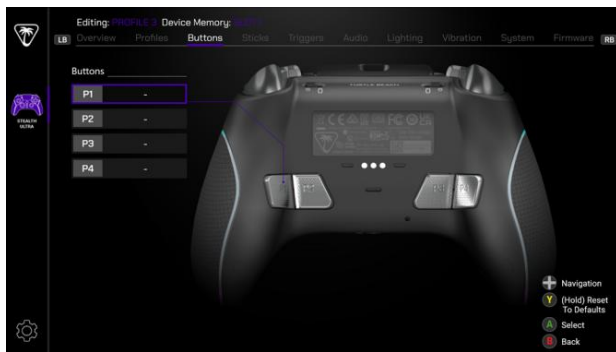 Editing: PROFILE 3 Device Memory:
LB Overview Profiles Buttons Sticks Triggers Audio Lighting Vibration System Firmware RB
Buttons
P1 -
P2 -
P3 -
P4 -
STEALTH
ULTRA
Navigation
Y (Hold) Reset
To Defaults
A Select
B Back